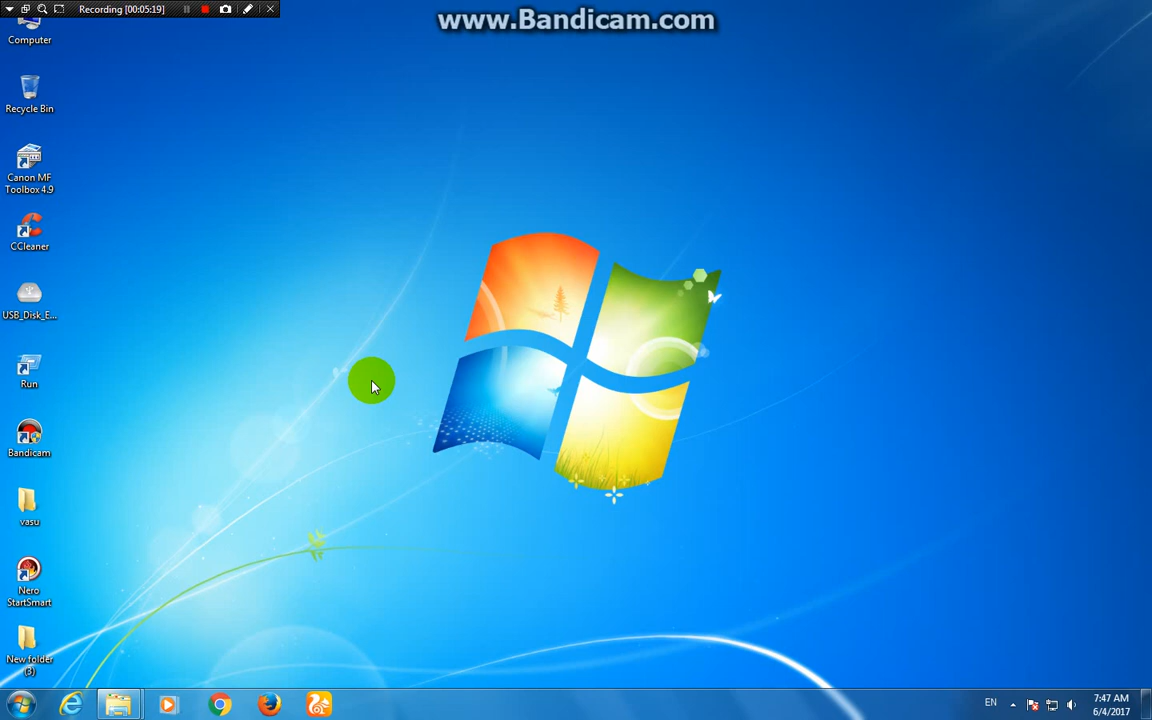 Recording [00:05:19]
www.Bandicam.com
Computer
Recycle Bin
Canon MF
Toolbox 4.9
CCleaner
USB_Disk_E...
Run
Bandicam
vasu
Nero
StartSmart
New folder
(3)
EN
7:47 AM
6/4/2017